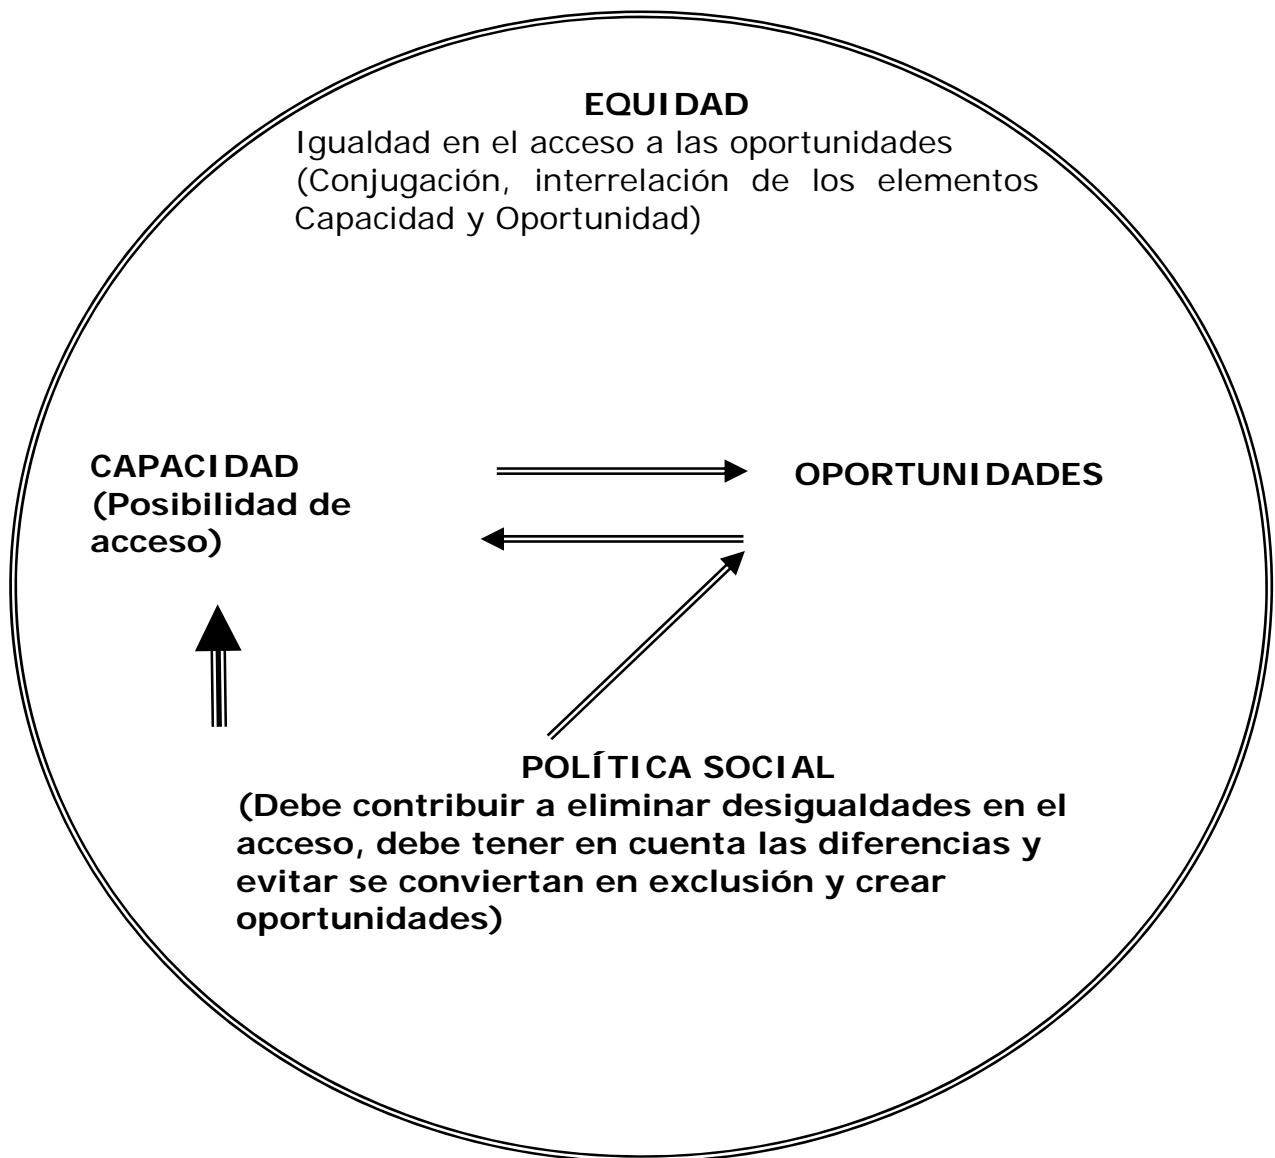 EQUIDAD
Igualdad en el acceso a las oportunidades
(Conjugación, interrelación de los elementos
Capacidad y Oportunidad)
CAPACIDAD
(Posibilidad de
acceso)
OPORTUNIDADES
POLÍTICA SOCIAL
(Debe contribuir a eliminar desigualdades en el
acceso, debe tener en cuenta las diferencias y
evitar se conviertan en exclusión y crear
oportunidades)